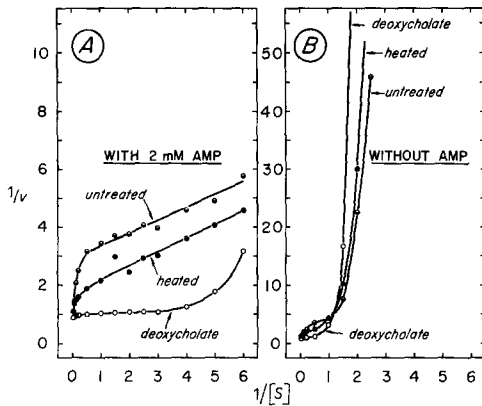 A
WITH 2 mM AMP
untreated
heated
deoxycholate
1/v
11
8
6
4
2
0
0 1 2 3 4 5 6
B
deoxycholate
heated
untreated
WITHOUT AMP
deoxycholate
50
40
30
20
10
0
0 1 2 3 4 5 6
1/[S]